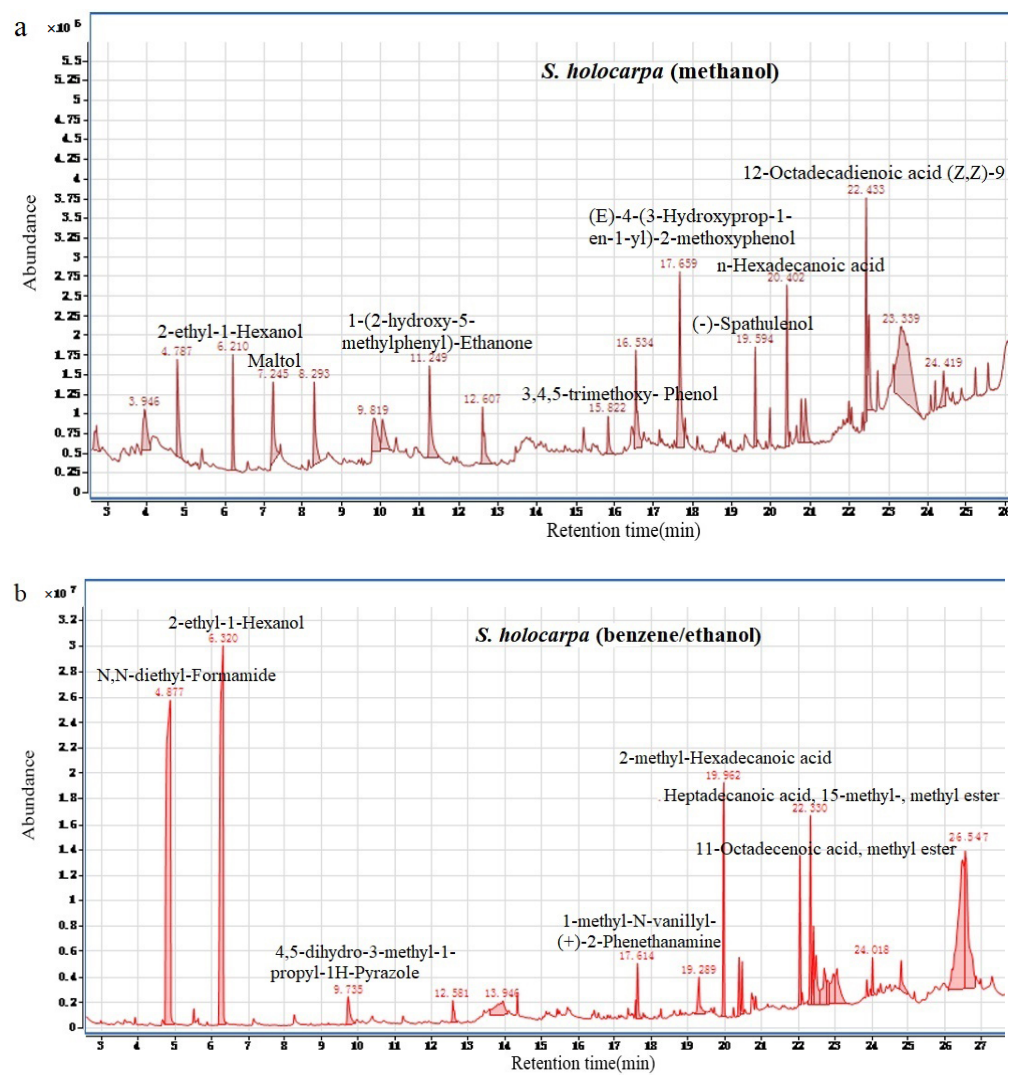 a
×10 6
S. holocarpa (methanol)
5.5
5.25
5
4.75
4.5
4.25
4
3.75
3.5
3.25
3
2.75
2.5
2.25
2
1.75
1.5
1.25
1
0.75
0.5
0.25
0
Abundance
12-Octadecadienoic acid (Z,Z)-9
22.433
(E)-4-(3-Hydroxyprop-1-
en-1-yl)-2-methoxyphenol
17.659
n-Hexadecanoic acid
20.402
2-ethyl-1-Hexanol
4.787
6.210
Maltol
7.245
8.293
1-(2-hydroxy-5-
methylphenyl)-Ethanone
11.249
(-)-Spathulenol
16.534
19.594
23.339
24.419
3,4,5-trimethoxy- Phenol
3.946
9.819
12.607
15.822
3 4 5 6 7 8 9 10 11 12 13 14 15 16 17 18 19 20 21 22 23 24 25 26
Retention time(min)
b
×10 7
S. holocarpa (benzene/ethanol)
3.2
3
2.8
2.6
2.4
2.2
2
1.8
1.6
1.4
1.2
1
0.8
0.6
0.4
0.2
0
Abundance
2-ethyl-1-Hexanol
6.320
N,N-diethyl-Formamide
4.877
2-methyl-Hexadecanoic acid
19.962
Heptadecanoic acid, 15-methyl-, methyl ester
22.330
11-Octadecenoic acid, methyl ester
26.547
1-methyl-N-vanillyl-
(+)-2-Phenethanamine
17.614
19.289
24.018
4,5-dihydro-3-methyl-1-
propyl-1H-Pyrazole
9.735
12.581
13.946
3 4 5 6 7 8 9 10 11 12 13 14 15 16 17 18 19 20 21 22 23 24 25 26 27
Retention time(min)